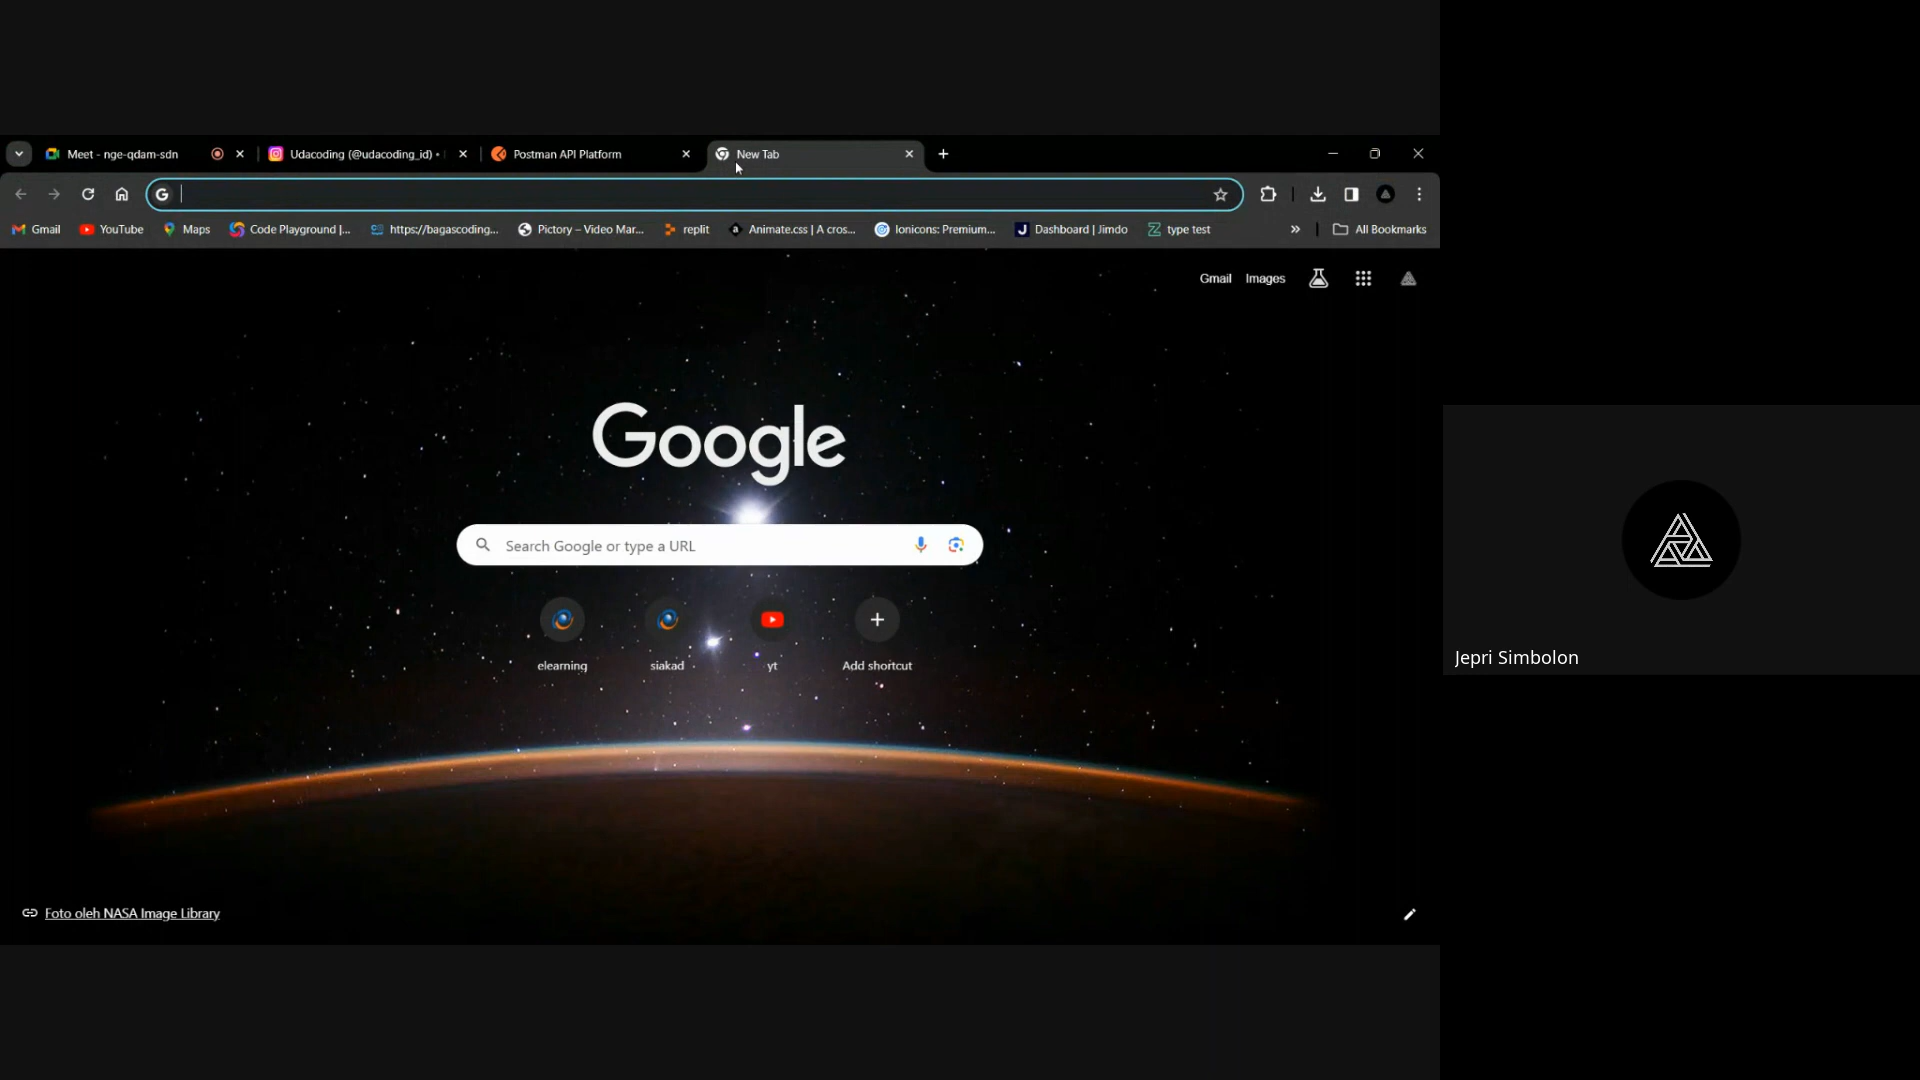 Meet - nge-qdam-sdn
Udacoding (@udacoding_id) •
Postman API Platform
New Tab
Gmail
YouTube
Maps
Code Playground |...
https://bagascoding...
Pictory – Video Mar...
replit
Animate.css | A cros...
Ionicons: Premium...
Dashboard | Jimdo
type test
All Bookmarks
Gmail
Images
Google
Search Google or type a URL
elearning
siakad
yt
Add shortcut
Jepri Simbolon
Foto oleh NASA Image Library